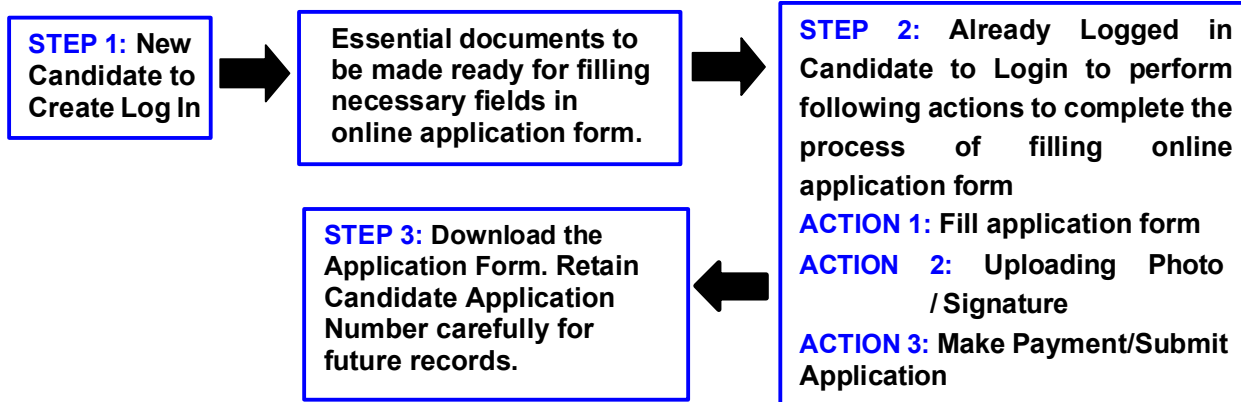 STEP 1: New
Candidate to
Create Log In
Essential documents to
be made ready for filling
necessary fields in
online application form.
STEP 2: Already Logged in
Candidate to Login to perform
following actions to complete the
process of filling online
application form
ACTION 1: Fill application form
ACTION 2: Uploading Photo
/ Signature
ACTION 3: Make Payment/Submit
Application
STEP 3: Download the
Application Form. Retain
Candidate Application
Number carefully for
future records.